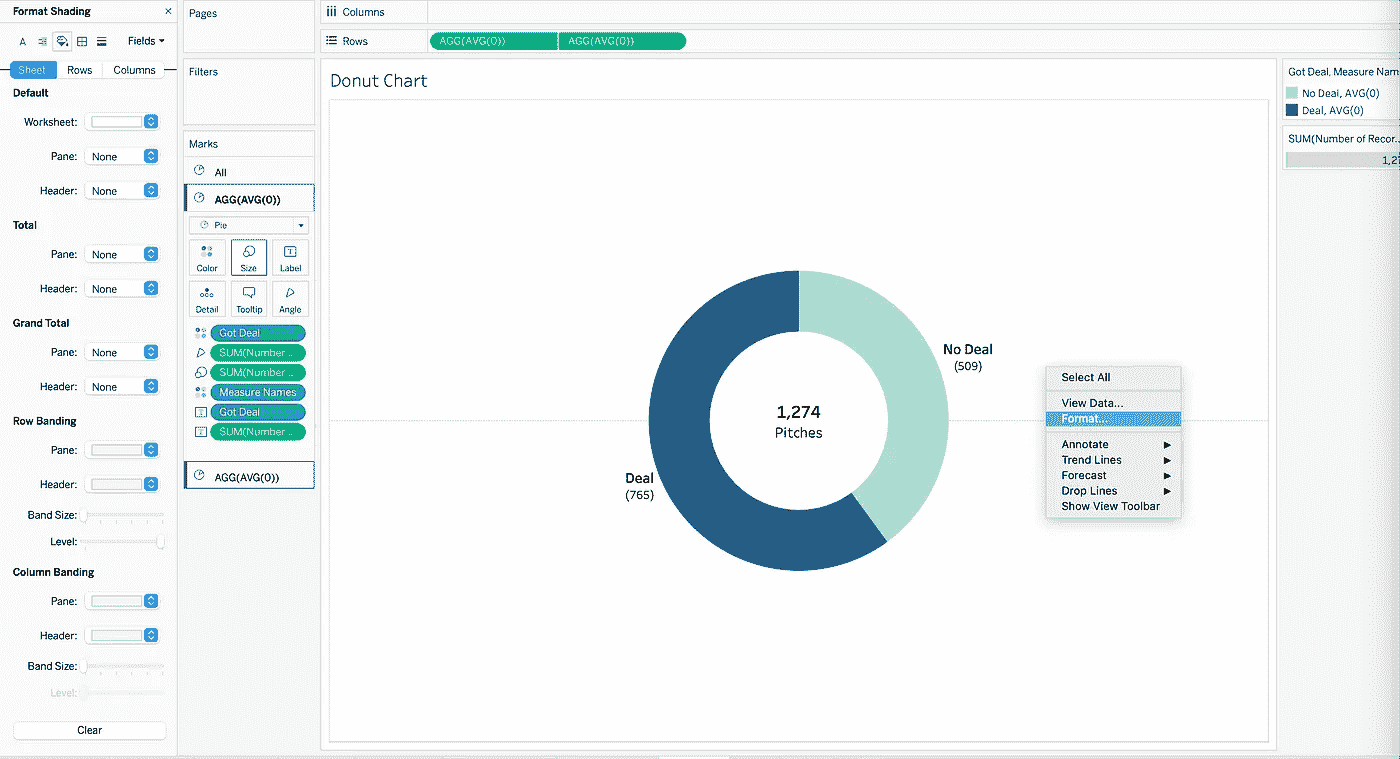 Format Shading ×
A Fields
Sheet Rows Columns
Default
Worksheet:
Pane: None
Header: None
Total
Pane: None
Header: None
Grand Total
Pane: None
Header: None
Row Banding
Pane:
Header:
Band Size:
Level:
Column Banding
Pane:
Header:
Band Size:
Level:
Clear
Pages
Filters
Marks
All
AGG(AVG(0))
Pie
Color Size Label
Detail Tooltip Angle
Got Deal
SUM(Number ..
SUM(Number ..
Measure Names
Got Deal
SUM(Number ..
AGG(AVG(0))
Columns
Rows AGG(AVG(0)) AGG(AVG(0))
Donut Chart
No Deal
(509)
1,274
Pitches
Deal
(765)
Select All
View Data...
Format...
Annotate
Trend Lines
Forecast
Drop Lines
Show View Toolbar
Got Deal, Measure Nam
No Deal, AVG(0)
Deal, AVG(0)
SUM(Number of Recor..
1,27